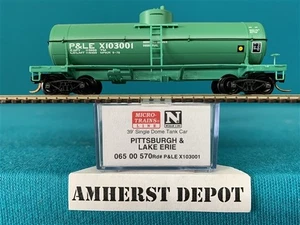 P&LE X103001
MICRO-
TRAINS
LINE
N
39' Single Dome Tank Car
PITTSBURGH &
LAKE ERIE
065 00 570 Rd# P&LE X103001
AMHERST DEPOT